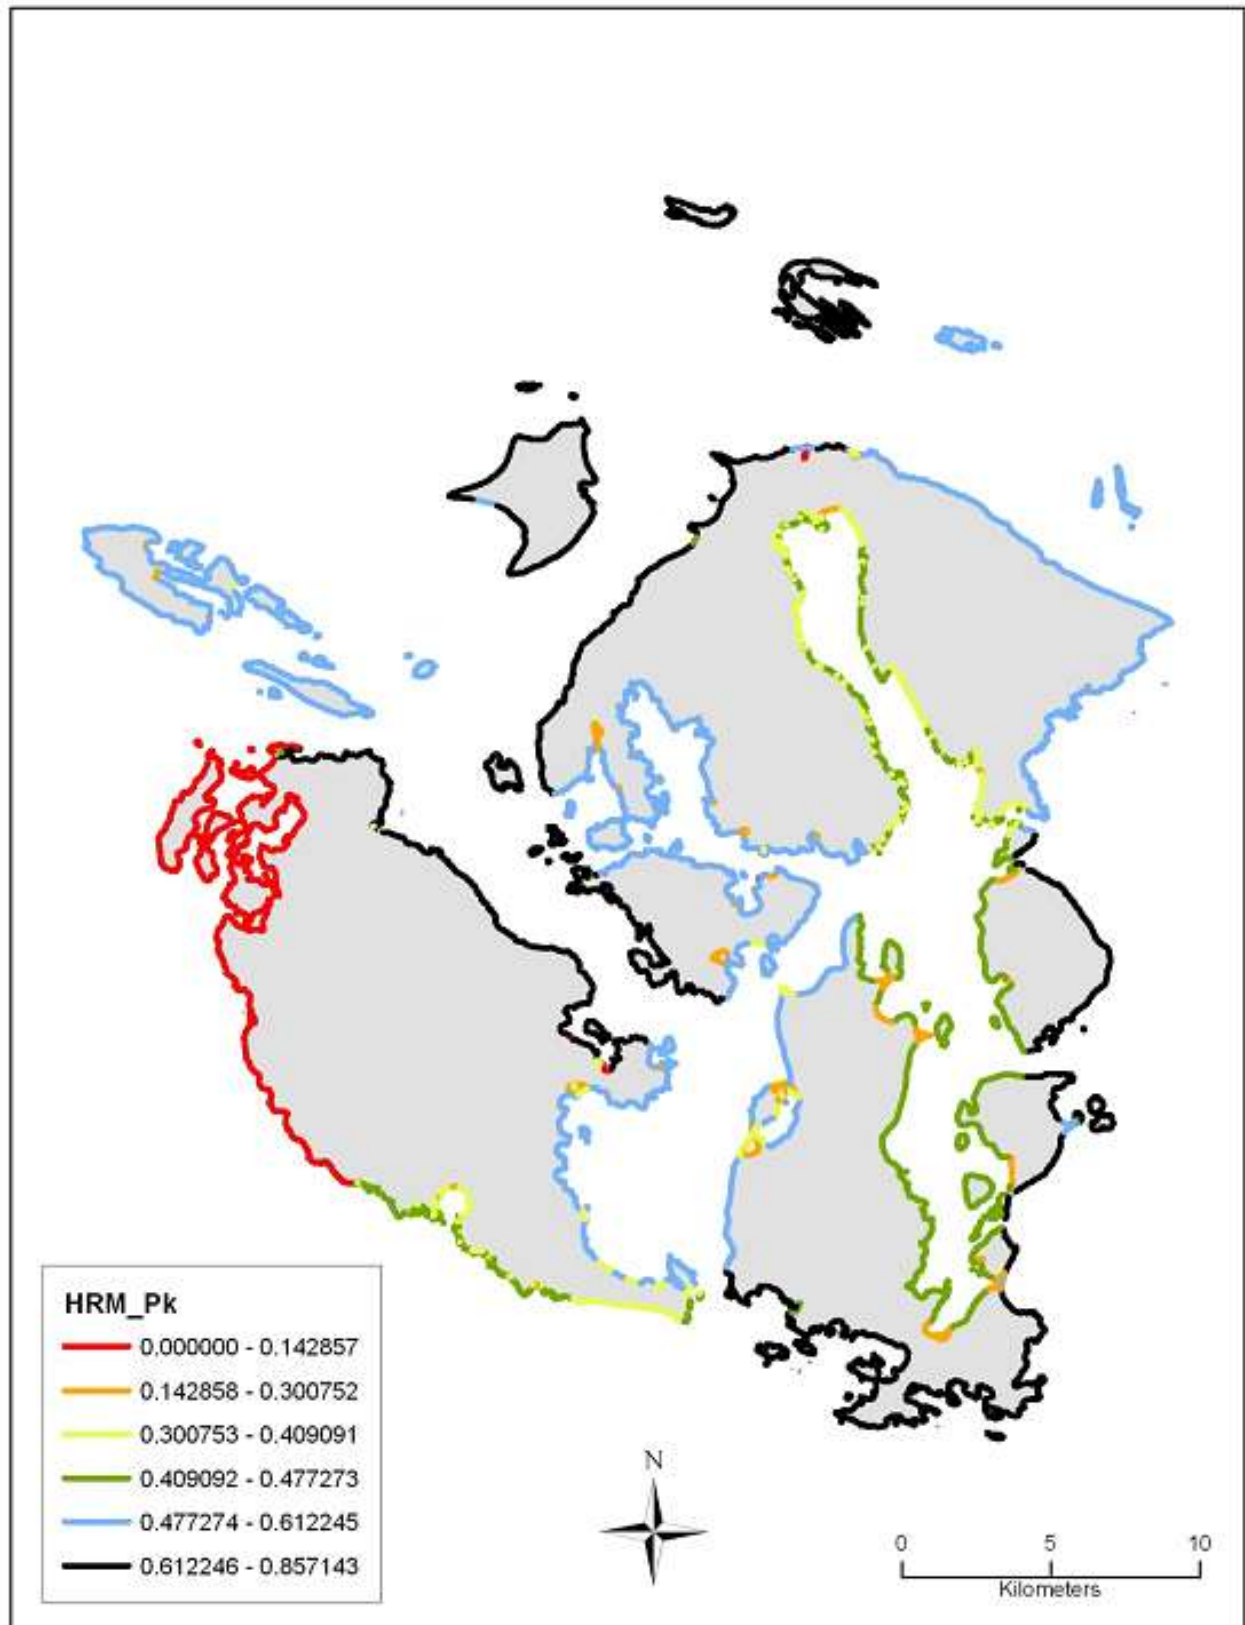 HRM_Pk
0.000000 - 0.142857
0.142858 - 0.300752
0.300753 - 0.409091
0.409092 - 0.477273
0.477274 - 0.612245
0.612246 - 0.857143
N
0 5 10
Kilometers